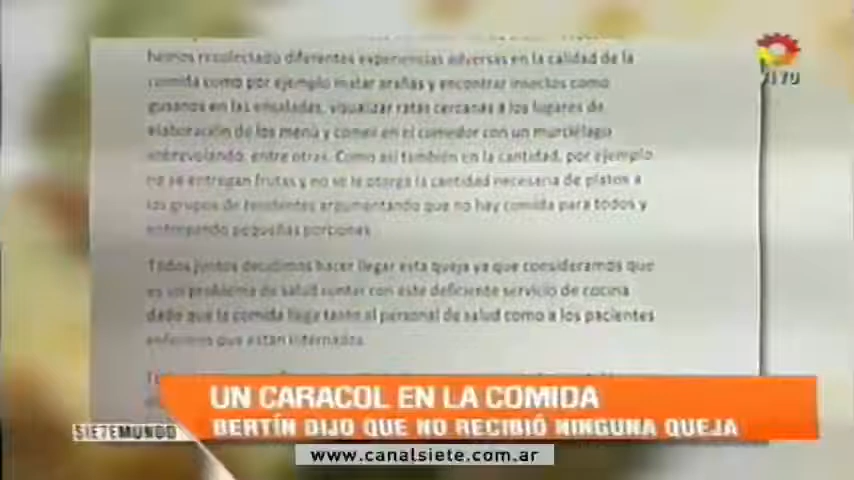 hemos recolectado diferentes experiencias adversas en la calidad de la
comida como por ejemplo matar arañas y encontrar insectos como
gusanos en las ensaladas, visualizar ratas cercanas a los lugares de
elaboración de los menú y comer en el comedor con un murciélago
sobrevolando, entre otras. Como así también en la cantidad, por ejemplo
no se entregan frutas y no se le otorga la cantidad necesaria de platos a
los grupos de residentes argumentando que no hay comida para todos y
entregando pequeñas porciones.
Todos juntos decidimos hacer llegar esta queja ya que consideramos que
es un problema de salud contar con este deficiente servicio de cocina
dado que la comida llega tanto al personal de salud como a los pacientes
enfermos que están internados.
VIVO
UN CARACOL EN LA COMIDA
BERTÍN DIJO QUE NO RECIBIÓ NINGUNA QUEJA
SIETEMUNDO
www.canalsiete.com.ar